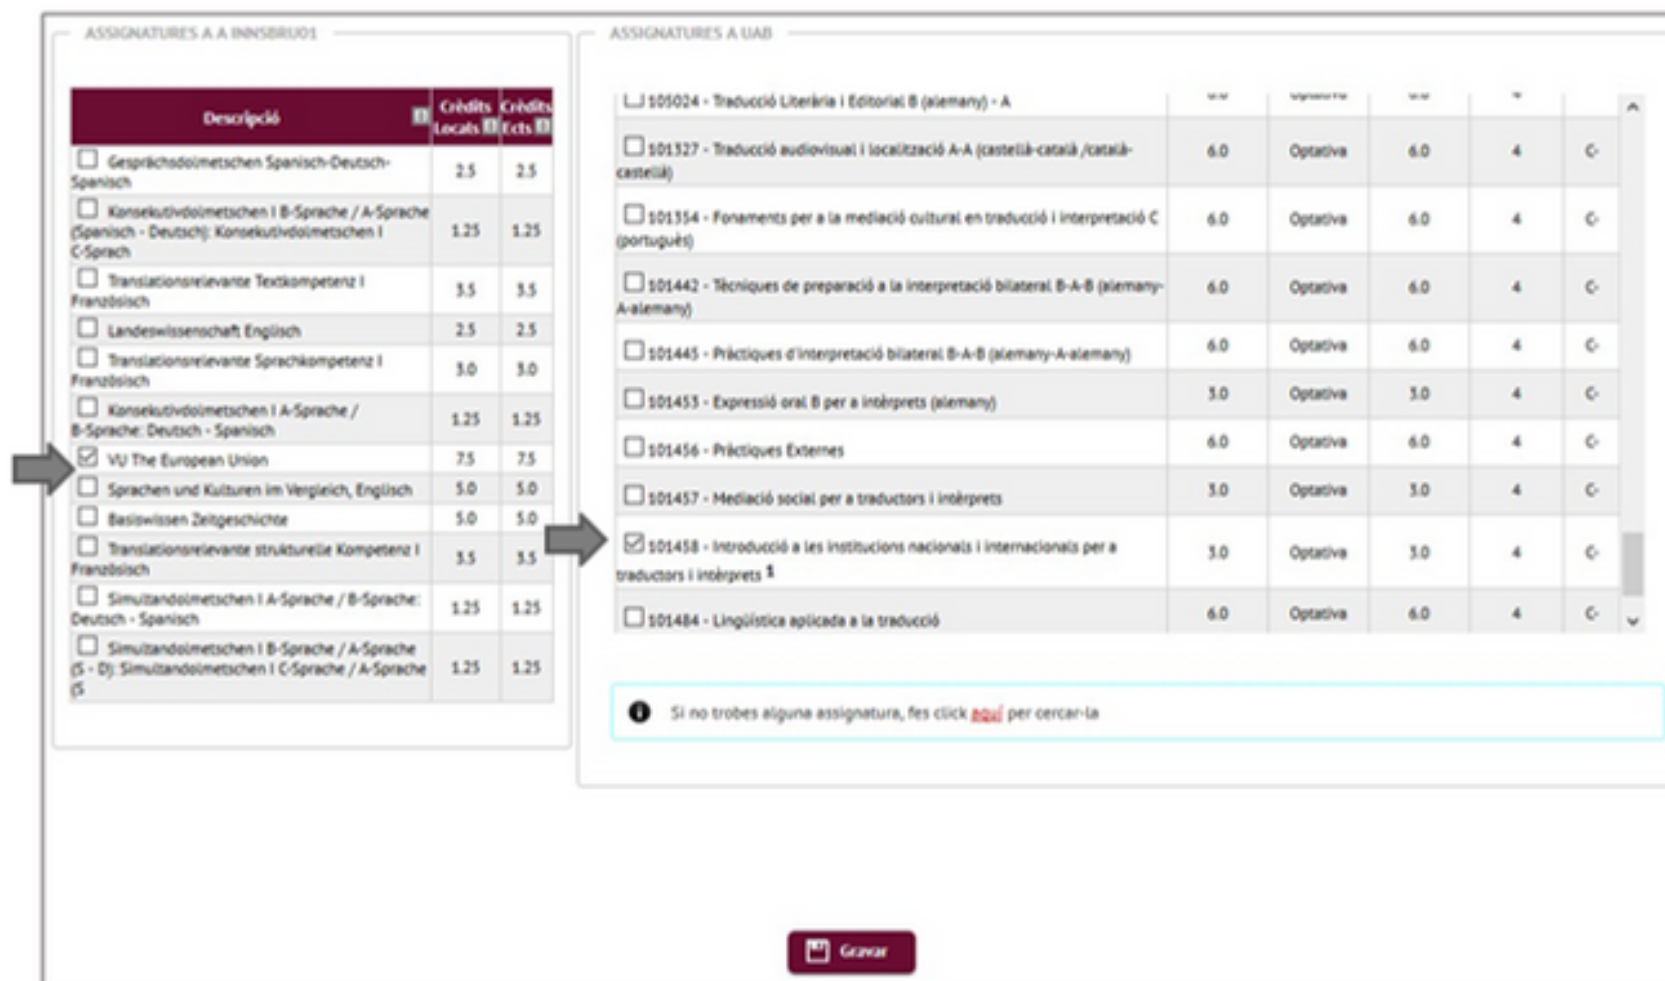 ASSIGNATURES A A INNSBRU01
Descripció
Crèdits Locals
Crèdits Ects
Gesprächsdolmetschen Spanisch-Deutsch-
Spanisch
2.5 2.5
Konsekutivdolmetschen I B-Sprache / A-Sprache
(Spanisch - Deutsch): Konsekutivdolmetschen I
C-Sprach
1.25 1.25
Translationsrelevante Textkompetenz I
Französisch
3.5 3.5
Landeswissenschaft Englisch 2.5 2.5
Translationsrelevante Sprachkompetenz I
Französisch
3.0 3.0
Konsekutivdolmetschen I A-Sprache /
B-Sprache: Deutsch - Spanisch
1.25 1.25
VU The European Union 7.5 7.5
Sprachen und Kulturen im Vergleich, Englisch 5.0 5.0
Basiswissen Zeitgeschichte 5.0 5.0
Translationsrelevante strukturelle Kompetenz I
Französisch
3.5 3.5
Simultandolmetschen I A-Sprache / B-Sprache:
Deutsch - Spanisch
1.25 1.25
Simultandolmetschen I B-Sprache / A-Sprache
(S - D): Simultandolmetschen I C-Sprache / A-Sprache
(S
1.25 1.25
ASSIGNATURES A UAB
105024 - Traducció Literària i Editorial B (alemany) - A Optativa
101327 - Traducció audiovisual i localització A-A (castellà-català /català-
castellà)
6.0 Optativa 6.0 4 C-
101354 - Fonaments per a la mediació cultural en traducció i interpretació C
(portuguès)
6.0 Optativa 6.0 4 C-
101442 - Tècniques de preparació a la interpretació bilateral B-A-B (alemany-
A-alemany)
6.0 Optativa 6.0 4 C-
101445 - Pràctiques d'interpretació bilateral B-A-B (alemany-A-alemany) 6.0 Optativa 6.0 4 C-
101453 - Expressió oral B per a intèrprets (alemany) 3.0 Optativa 3.0 4 C-
101456 - Pràctiques Externes 6.0 Optativa 6.0 4 C-
101457 - Mediació social per a traductors i intèrprets 3.0 Optativa 3.0 4 C-
101458 - Introducció a les institucions nacionals i internacionals per a
traductors i intèrprets 1
3.0 Optativa 3.0 4 C-
101484 - Lingüística aplicada a la traducció 6.0 Optativa 6.0 4 C-
Si no trobes alguna assignatura, fes click aquí per cercar-la
Gravar